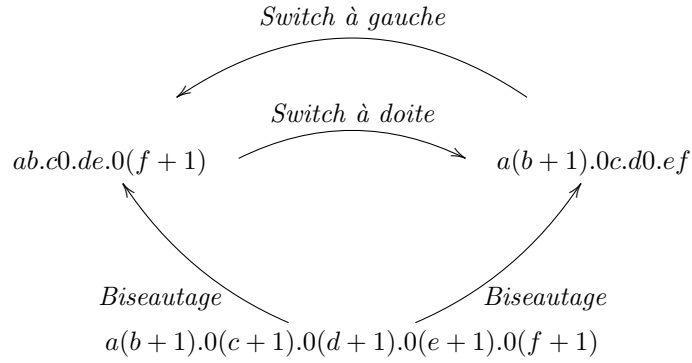 Switch à gauche
Switch à doite
ab.c0.de.0(f + 1)
a(b + 1).0c.d0.ef
Biseautage
Biseautage
a(b + 1).0(c + 1).0(d + 1).0(e + 1).0(f + 1)